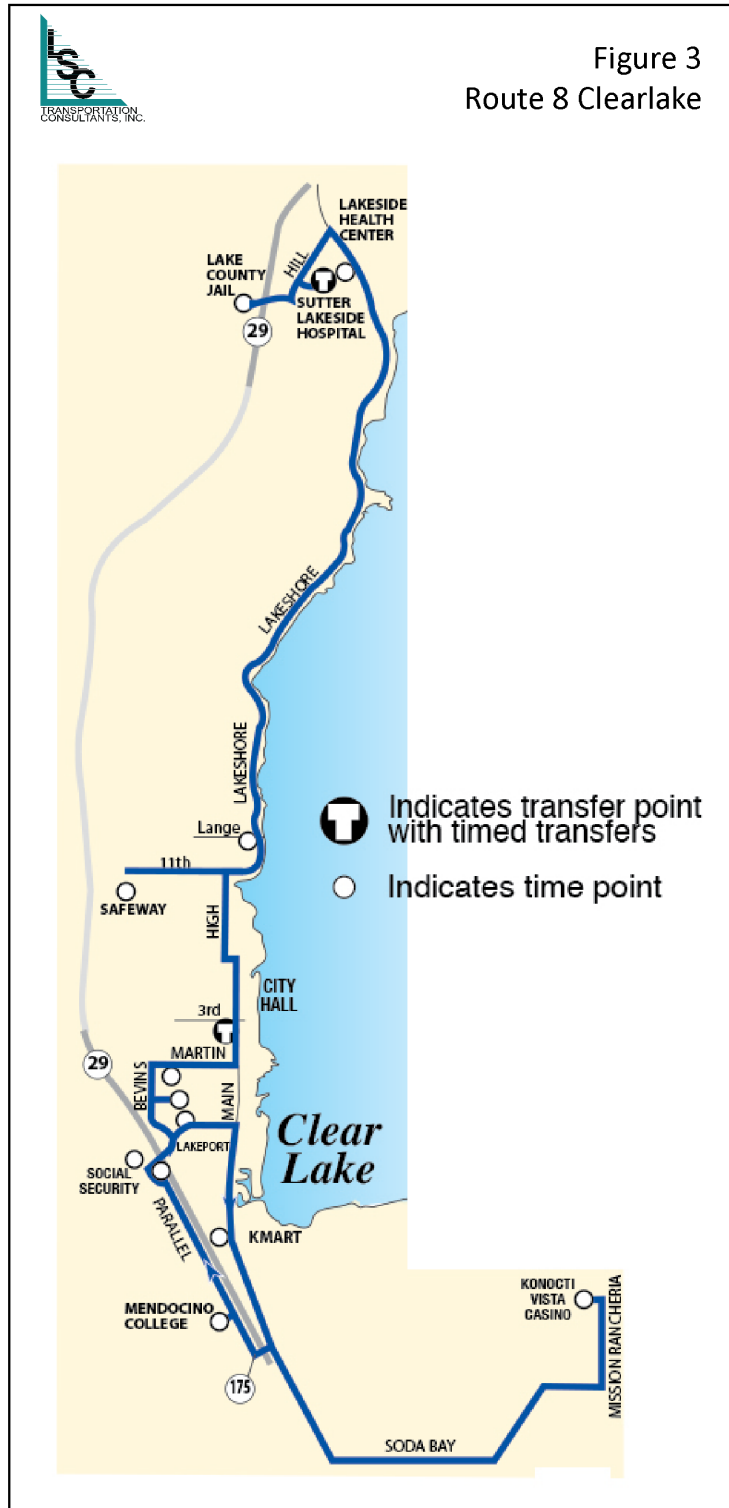 LSC
TRANSPORTATION
CONSULTANTS, INC.
Figure 3
Route 8 Clearlake
LAKESIDE
HEALTH
CENTER
HILL
LAKE
COUNTY
JAIL
SUTTER
LAKESIDE
HOSPITAL
T
29
LAKESHORE
LAKESHORE
Lange
11th
SAFEWAY
HIGH
T
Indicates transfer point
with timed transfers
Indicates time point
CITY
HALL
3rd
T
MARTIN
29
BEVINS
MAIN
LAKEPORT
Clear
Lake
SOCIAL
SECURITY
PARALLEL
KMART
MENDOCINO
COLLEGE
175
KONOCTI
VISTA
CASINO
MISSION RANCHERIA
SODA BAY